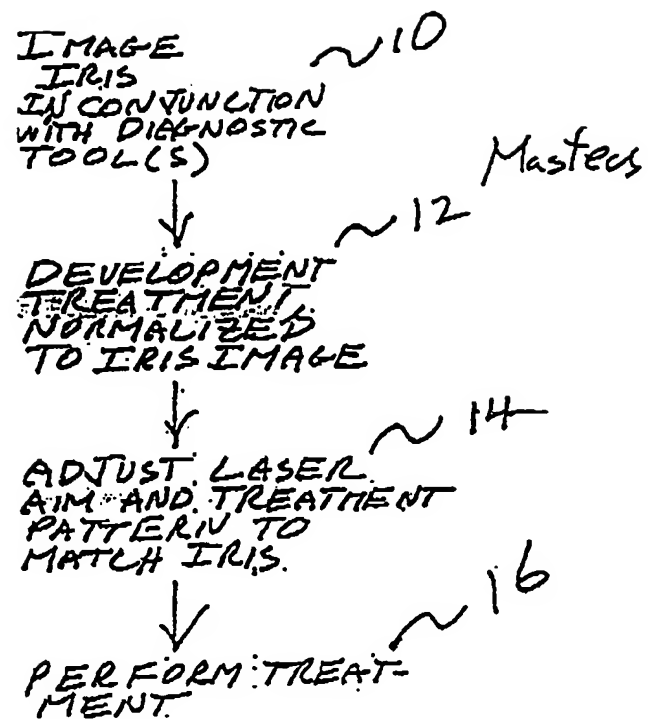 IMAGE
IRIS
IN CONJUNCTION
WITH DIAGNOSTIC
TOOL(S)
10
Masters
12
DEVELOPMENT
TREATMENT
NORMALIZED
TO IRIS IMAGE
14
ADJUST LASER
AIM AND TREATMENT
PATTERN TO
MATCH IRIS.
16
PERFORM TREAT-
MENT